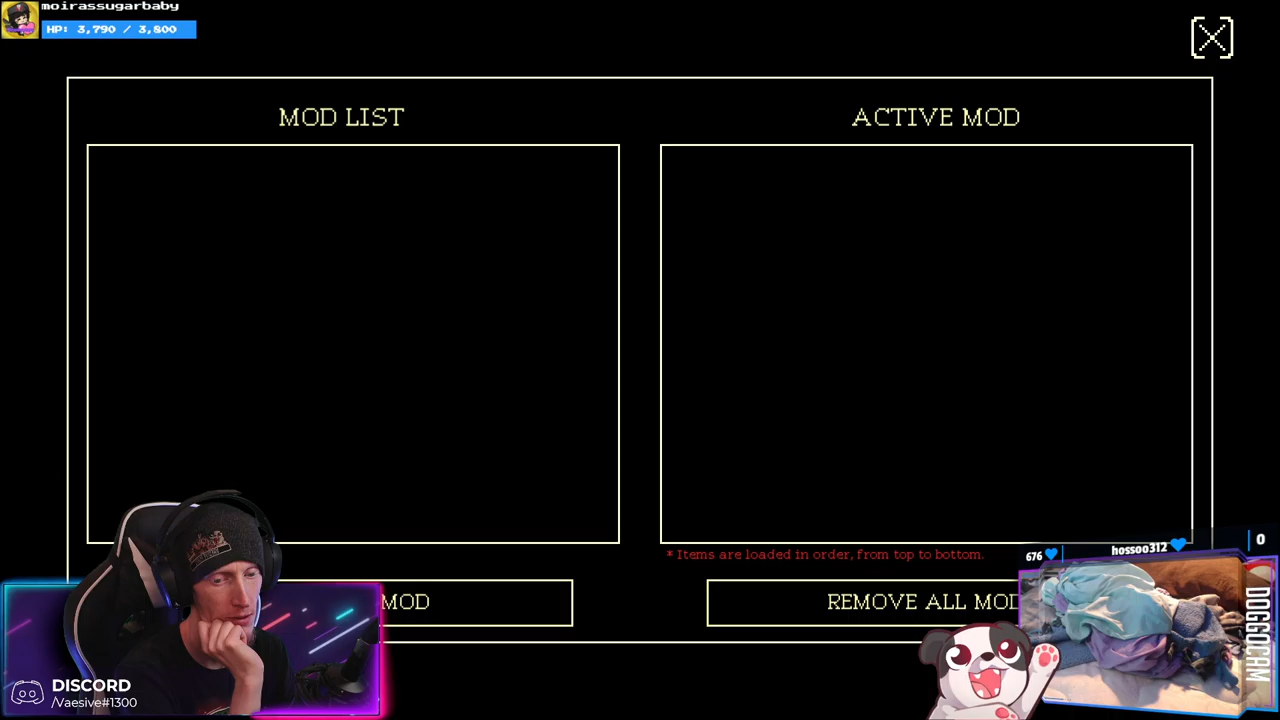 moirassugarbaby
HP: 3,790 / 3,800
MOD LIST
ACTIVE MOD
* Items are loaded in order, from top to bottom.
MOD
REMOVE ALL MOD
676
hosso0312
0
DOGGOCAM
DISCORD
/Vaesive#1300